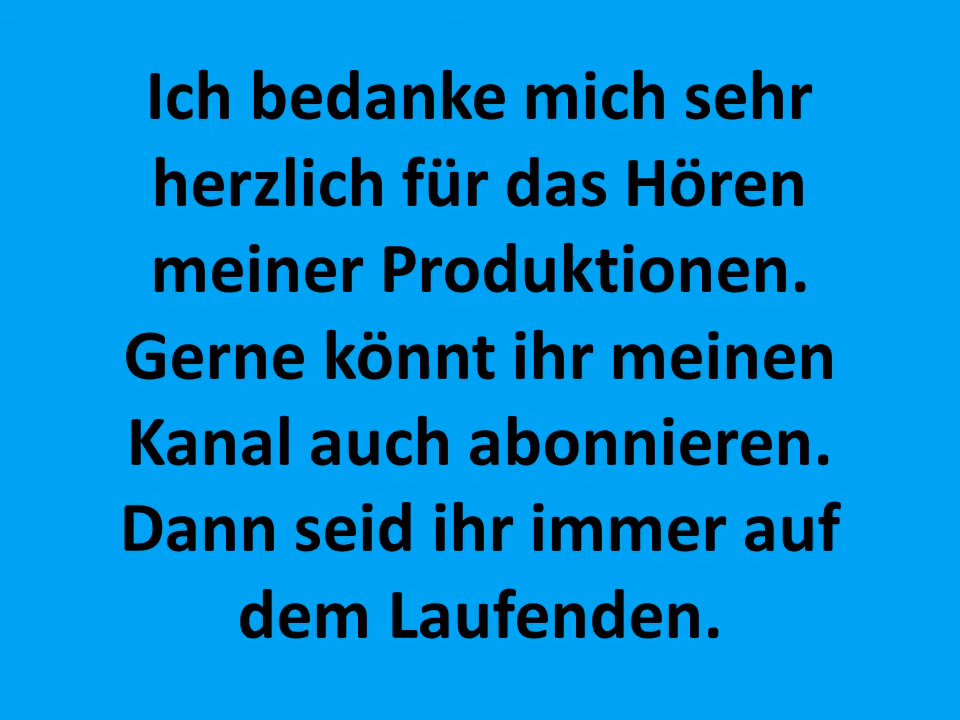 Ich bedanke mich sehr
herzlich für das Hören
meiner Produktionen.
Gerne könnt ihr meinen
Kanal auch abonnieren.
Dann seid ihr immer auf
dem Laufenden.